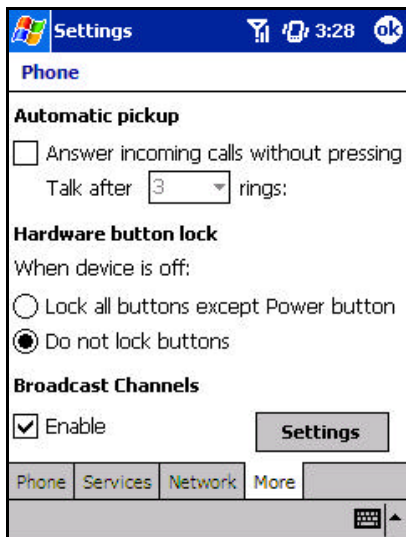 Settings 3:28 ok
Phone
Automatic pickup
Answer incoming calls without pressing
Talk after 3 rings:
Hardware button lock
When device is off:
Lock all buttons except Power button
Do not lock buttons
Broadcast Channels
Enable Settings
Phone Services Network More